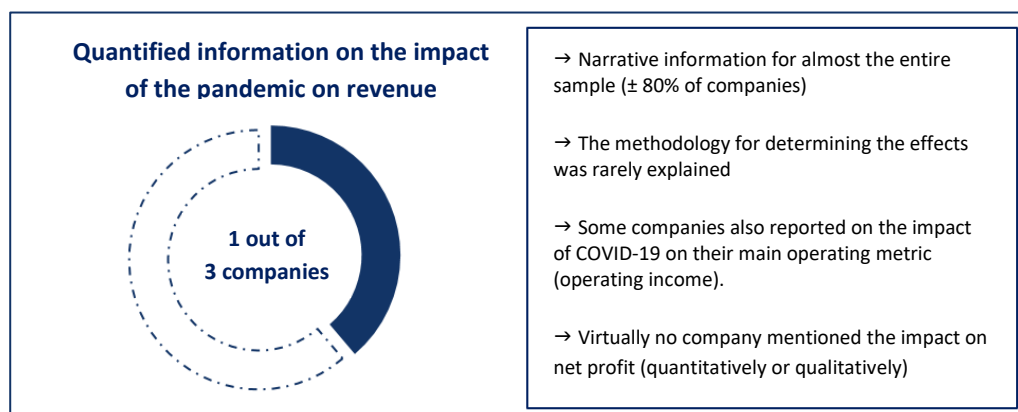 Quantified information on the impact
of the pandemic on revenue
1 out of
3 companies
→ Narrative information for almost the entire
sample (± 80% of companies)
→ The methodology for determining the effects
was rarely explained
→ Some companies also reported on the impact
of COVID-19 on their main operating metric
(operating income).
→ Virtually no company mentioned the impact on
net profit (quantitatively or qualitatively)